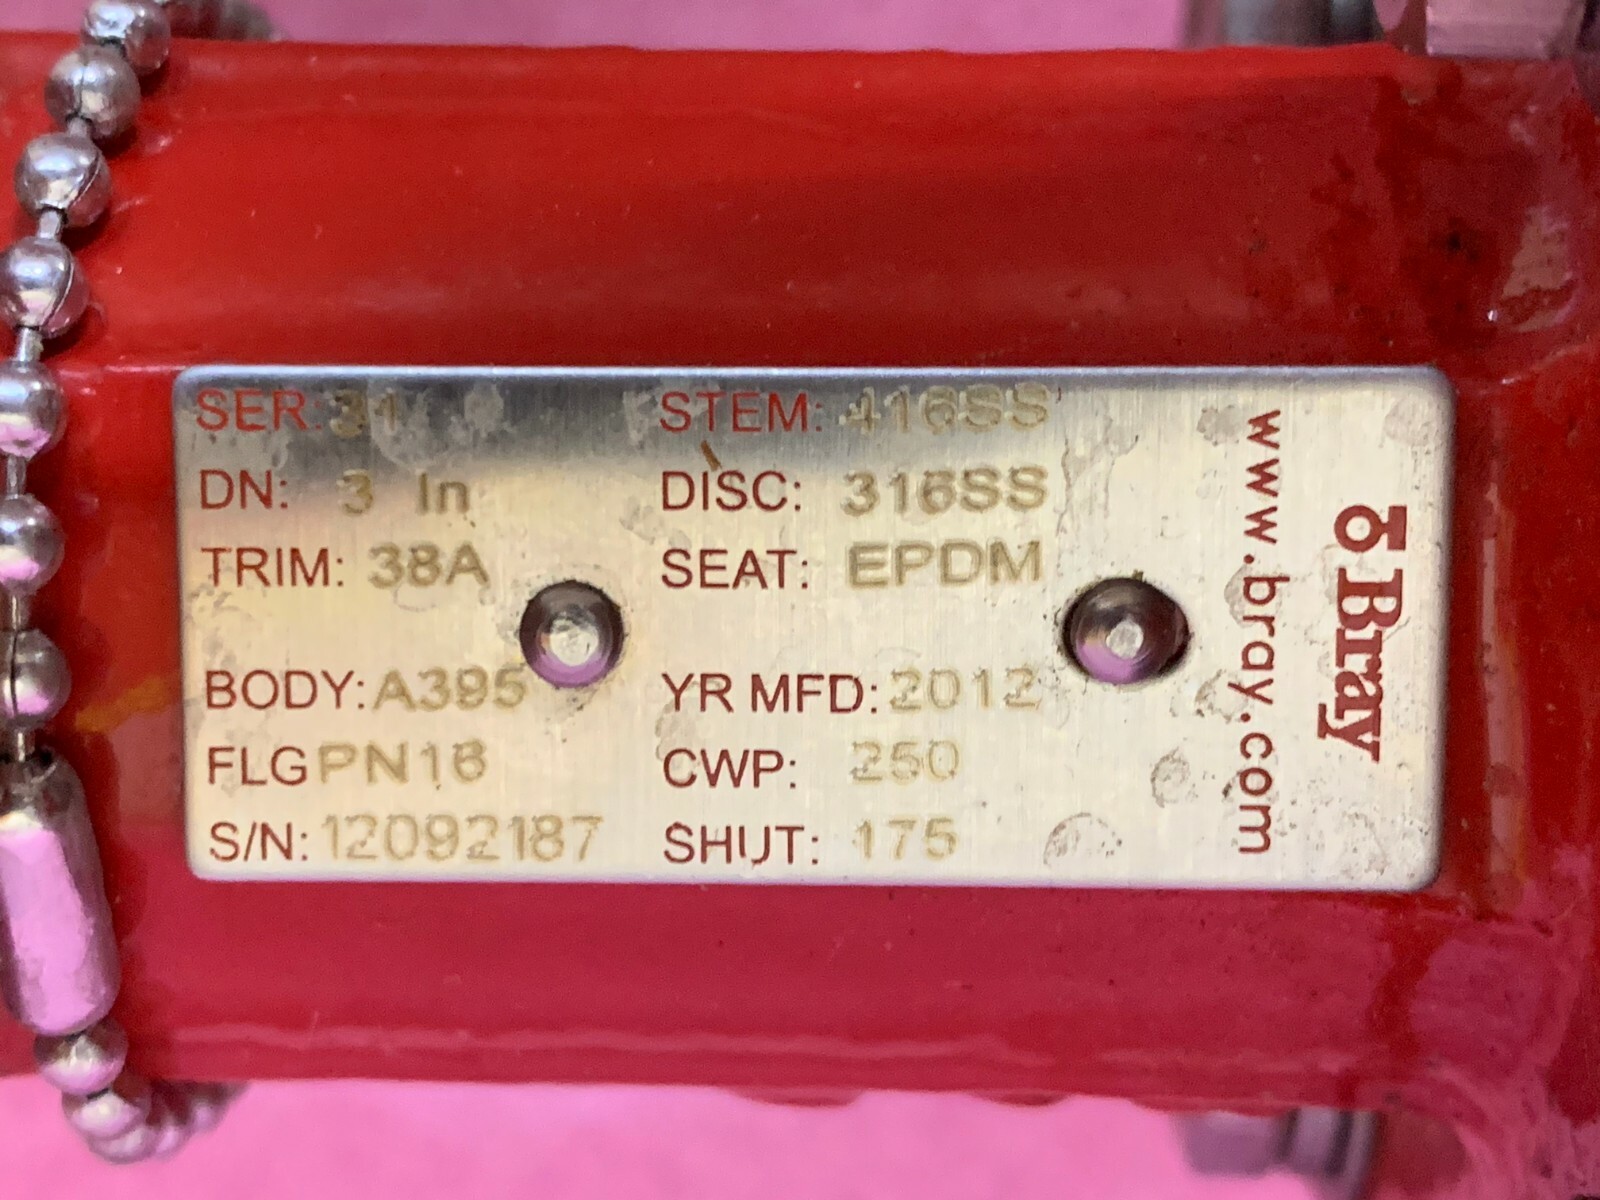 SER: 31 STEM: 416SS
DN: 3 In DISC: 316SS
TRIM: 38A SEAT: EPDM
BODY: A395 YR MFD: 2012
FLG PN16 CWP: 250
S/N: 12092187 SHUT: 175
www.bray.com
Bray